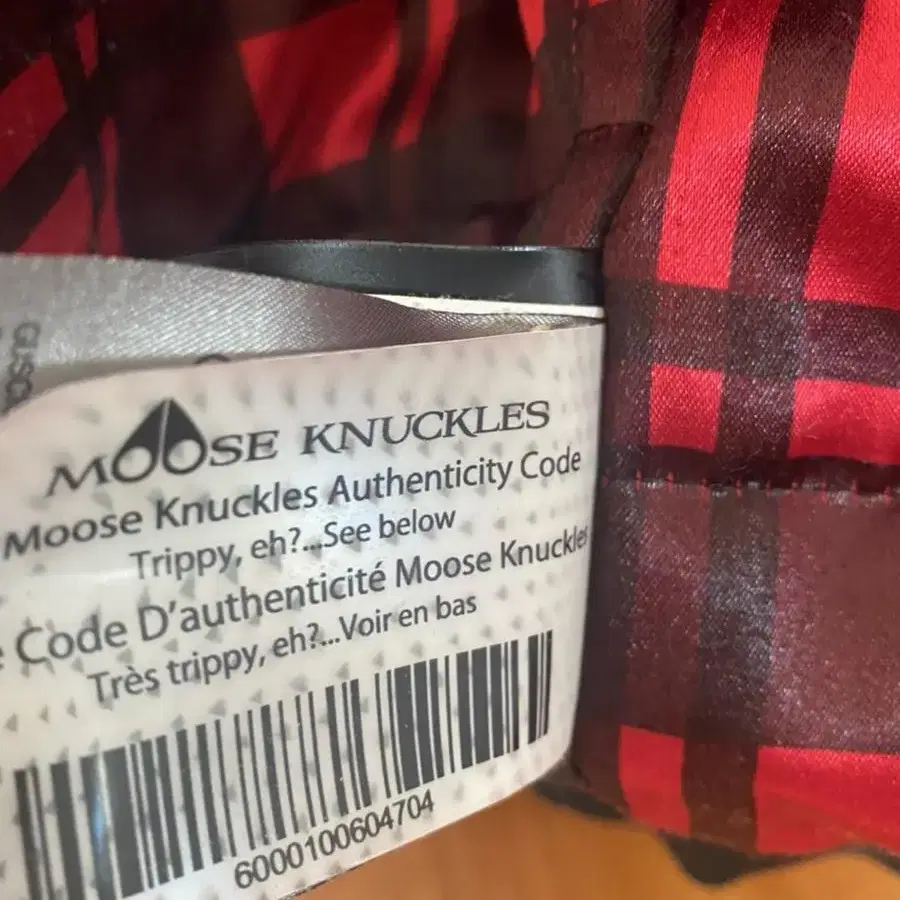 MOOSE KNUCKLES
Moose Knuckles Authenticity Code
Trippy, eh?...See below
Code D'authenticité Moose Knuckles
Très trippy, eh?...Voir en bas
6000100604704